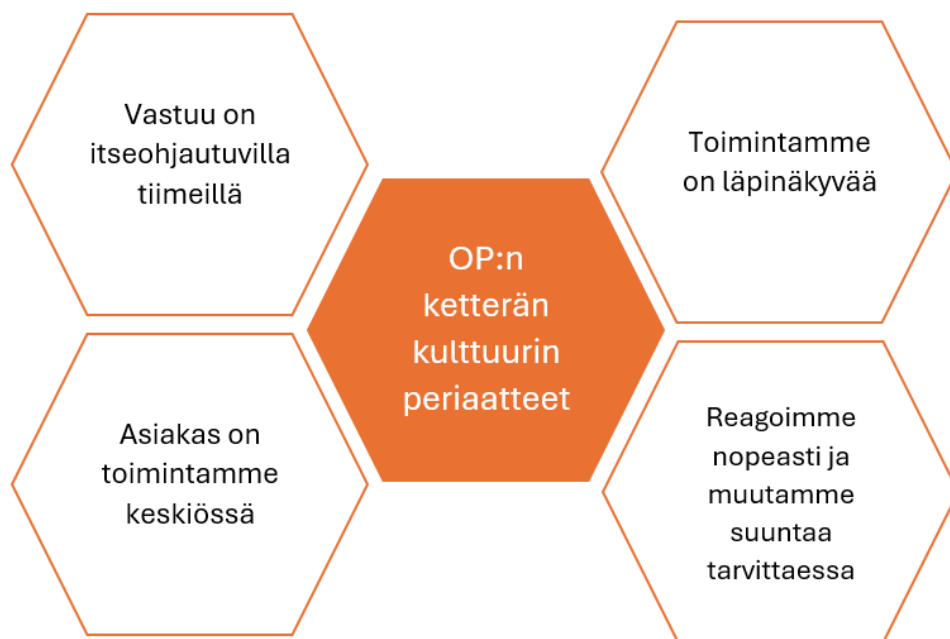 Vastuu on
itseohjautuvilla
tiimeillä
Toimintamme
on läpinäkyvää
OP:n
ketterän
kulttuurin
periaatteet
Asiakas on
toimintamme
keskiössä
Reagoimme
nopeasti ja
muutamme
suuntaa
tarvittaessa